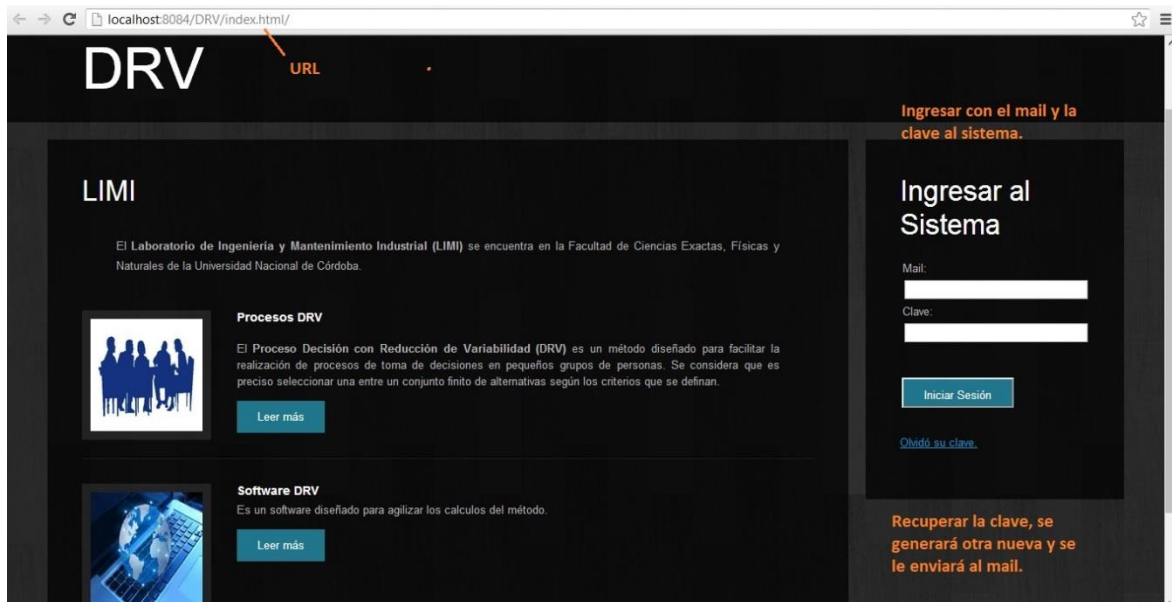 localhost:8084/DRV/index.html/
DRV
URL
LIMI
El Laboratorio de Ingeniería y Mantenimiento Industrial (LIMI) se encuentra en la Facultad de Ciencias Exactas, Físicas y
Naturales de la Universidad Nacional de Córdoba.
Procesos DRV
El Proceso Decisión con Reducción de Variabilidad (DRV) es un método diseñado para facilitar la
realización de procesos de toma de decisiones en pequeños grupos de personas. Se considera que es
preciso seleccionar una entre un conjunto finito de alternativas según los criterios que se definan.
Leer más
Software DRV
Es un software diseñado para agilizar los calculos del método.
Leer más
Ingresar con el mail y la
clave al sistema.
Ingresar al
Sistema
Mail:
Clave:
Iniciar Sesión
Olvidó su clave.
Recuperar la clave, se
generará otra nueva y se
le enviará al mail.